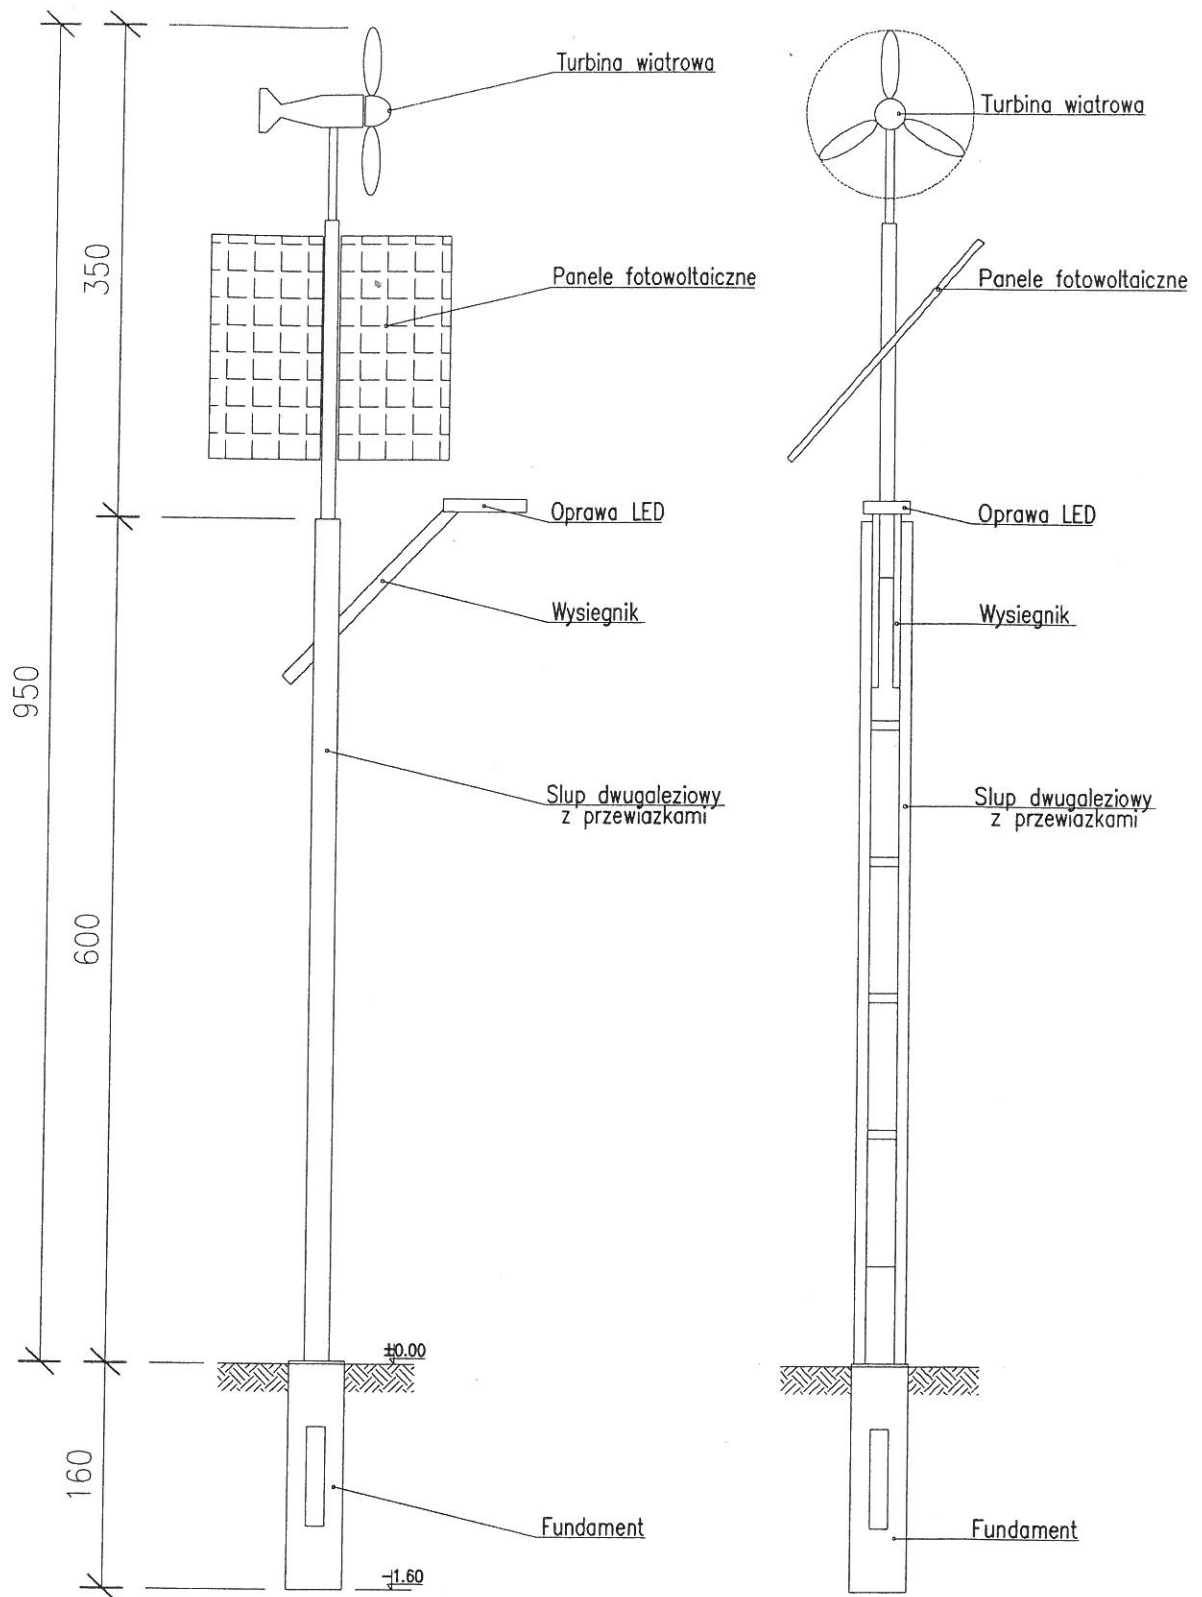 Turbina wiatrowa
Turbina wiatrowa
350
Panele fotowoltaiczne
Panele fotowoltaiczne
Oprawa LED
Oprawa LED
Wysiegnik
Wysiegnik
950
Slup dwugaleziowy
z przewiazkami
Slup dwugaleziowy
z przewiazkami
600
±0.00
160
Fundament
Fundament
-1.60